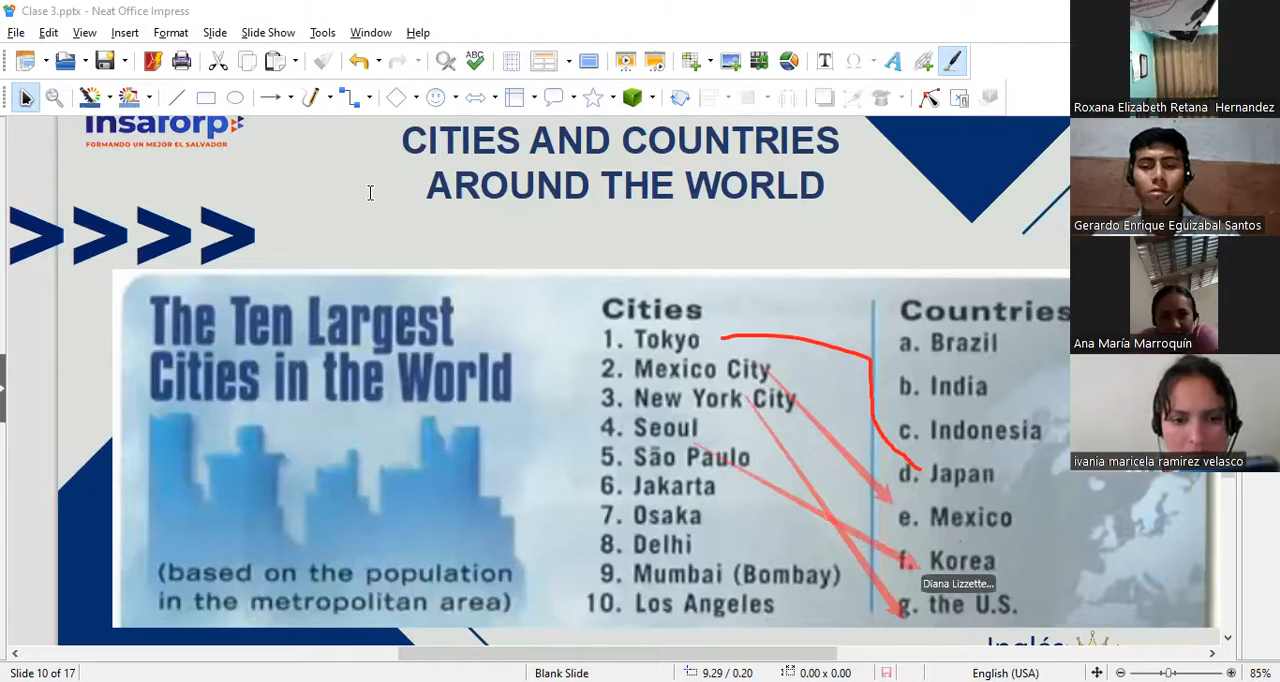 Clase 3.pptx - Neat Office Impress
File Edit View Insert Format Slide Slide Show Tools Window Help
ABC
Roxana Elizabeth Retana Hernandez
Gerardo Enrique Eguizabal Santos
Ana María Marroquín
ivania maricela ramirez velasco
Insaforp
FORMANDO UN MEJOR EL SALVADOR
CITIES AND COUNTRIES
AROUND THE WORLD
The Ten Largest
Cities in the World
(based on the population
in the metropolitan area)
Cities
1. Tokyo
2. Mexico City
3. New York City
4. Seoul
5. São Paulo
6. Jakarta
7. Osaka
8. Delhi
9. Mumbai (Bombay)
10. Los Angeles
Countries
a. Brazil
b. India
c. Indonesia
d. Japan
e. Mexico
f. Korea
Diana Lizzette...
g. the U.S.
Inglés
Slide 10 of 17 Blank Slide 9.29 / 0.20 0.00 x 0.00 English (USA) 85%